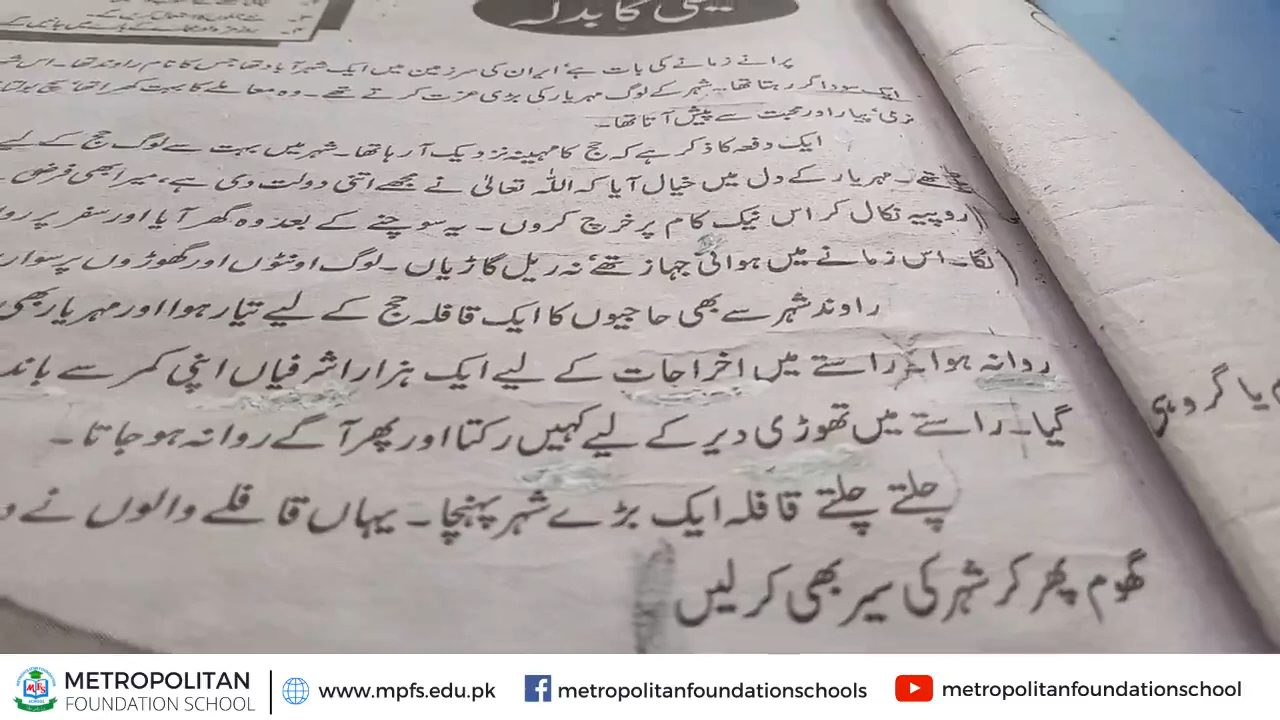 نیکی کا بدلہ
پرانے زمانے کی بات ہے، ایران کی سرزمین میں ایک شہر آباد تھا جس کا نام راوند تھا۔ اس
ایک سوداگر رہتا تھا۔ شہر کے لوگ مہریار کی بڑی عزت کرتے تھے۔ وہ معاملے کا بہت کھرا تھا، سچ بولتا
نرمی، پیار اور محبت سے پیش آتا تھا۔
ایک دفعہ کا ذکر ہے کہ حج کا مہینہ نزدیک آ رہا تھا۔ شہر میں بہت سے لوگ حج کے لیے
تھے۔ مہریار کے دل میں خیال آیا کہ اللہ تعالیٰ نے مجھے اتنی دولت دی ہے، میرا بھی فرض
روپیہ نکال کر اس نیک کام پر خرچ کروں۔ یہ سوچنے کے بعد وہ گھر آیا اور سفر پر
لگا۔ اس زمانے میں ہوائی جہاز تھے نہ ریل گاڑیاں۔ لوگ اونٹوں اور گھوڑوں پر سوار
راوند شہر سے بھی حاجیوں کا ایک قافلہ حج کے لیے تیار ہوا اور مہریار بھی
روانہ ہوا۔ راستے میں اخراجات کے لیے ایک ہزار اشرفیاں اپنی کمر سے
گیا۔ راستے میں تھوڑی دیر کے لیے کہیں رکتا اور پھر آگے روانہ ہو جاتا۔
چلتے چلتے قافلہ ایک بڑے شہر پہنچا۔ یہاں قافلے والوں نے
گھوم پھر کر شہر کی سیر بھی کر لیں
یا گروہی
METROPOLITAN
FOUNDATION SCHOOL
www.mpfs.edu.pk
metropolitanfoundationschools
metropolitanfoundationschool